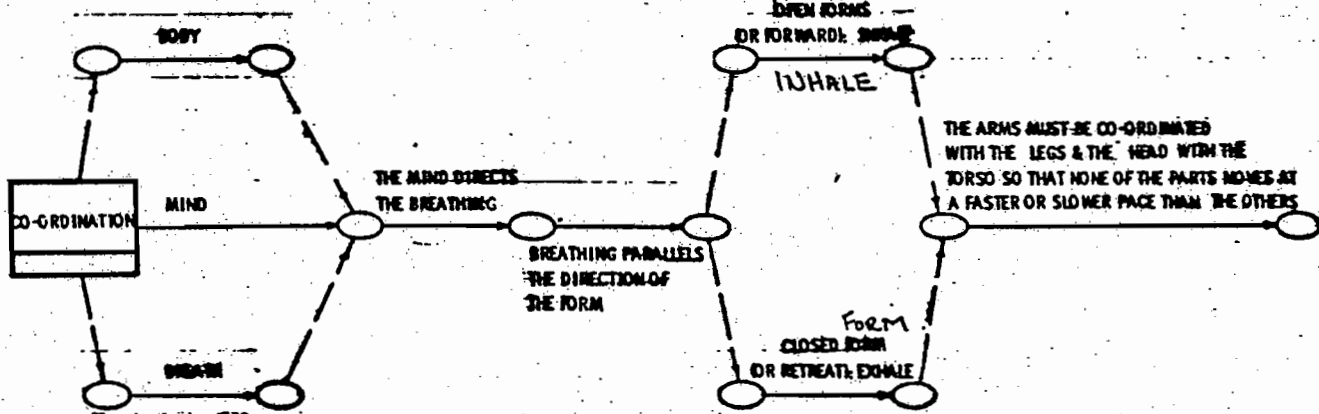 BODY
OPEN FORMS
(OR FORWARD): INHALE
INHALE
THE ARMS MUST BE CO-ORDINATED
WITH THE LEGS & THE HEAD WITH THE
TORSO SO THAT NONE OF THE PARTS MOVES AT
A FASTER OR SLOWER PACE THAN THE OTHERS
CO-ORDINATION
MIND
THE MIND DIRECTS
THE BREATHING
BREATHING PARALLELS
THE DIRECTION OF
THE FORM
FORM
CLOSED FORM
(OR RETREAT): EXHALE
BREATH